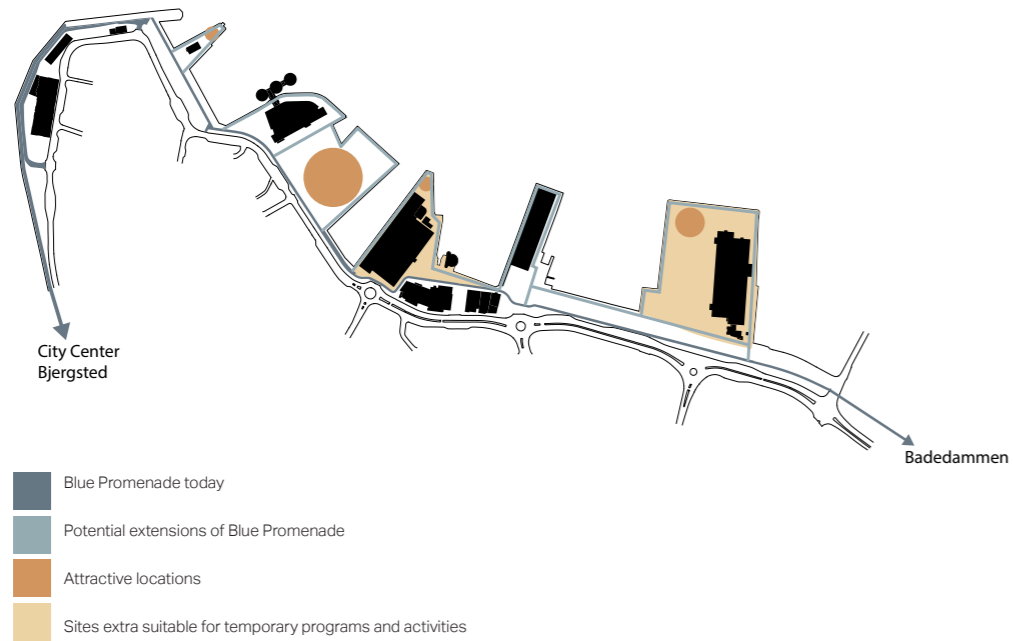 City Center
Bjergsted
Badedammen
Blue Promenade today
Potential extensions of Blue Promenade
Attractive locations
Sites extra suitable for temporary programs and activities